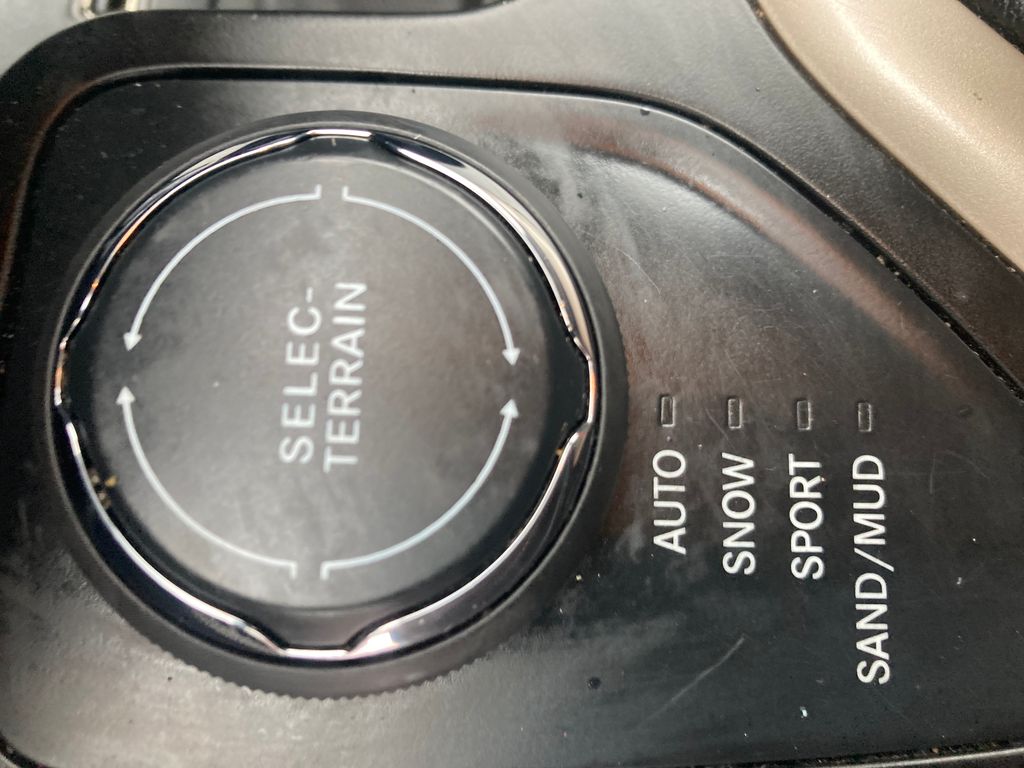 SELEC-
TERRAIN
AUTO
SNOW
SPORT
SAND/MUD